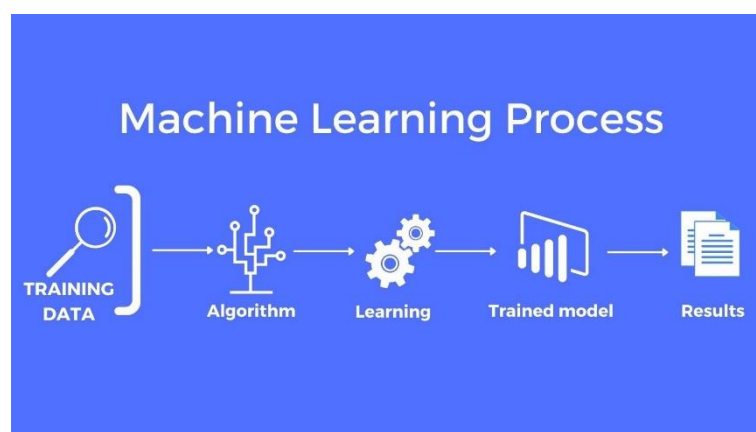 Machine Learning Process
TRAINING
DATA
Algorithm
Learning
Trained model
Results